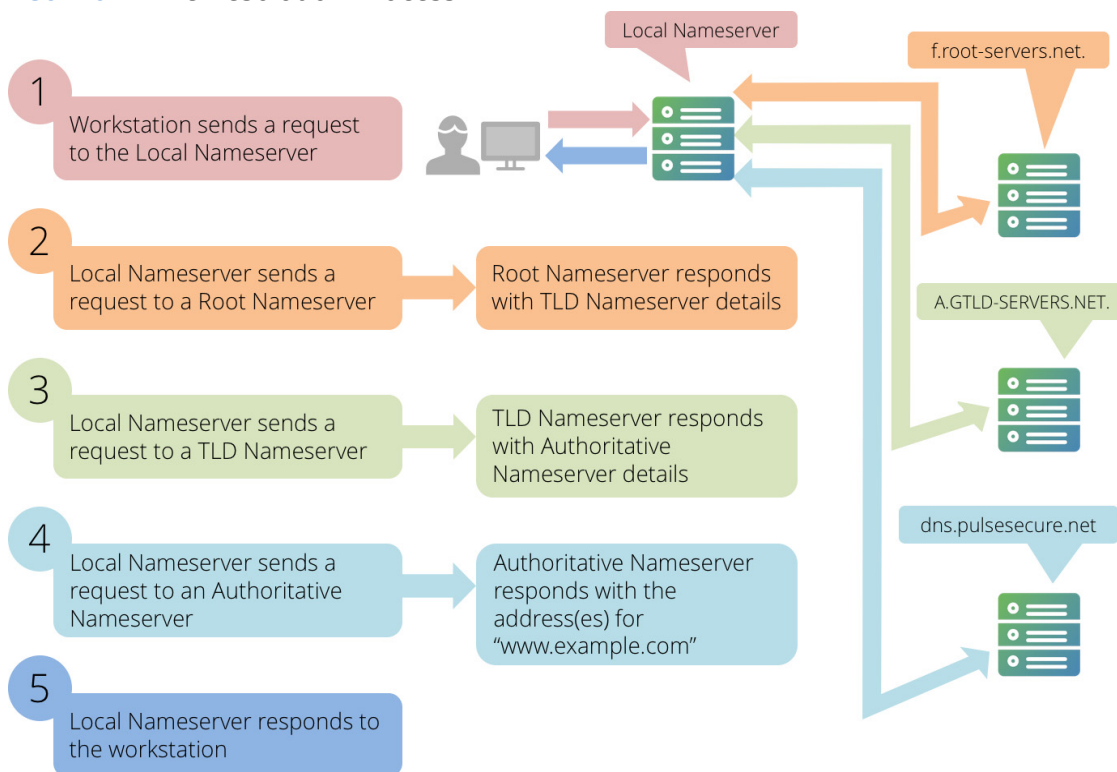 Local Nameserver
f.root-servers.net.
1
Workstation sends a request
to the Local Nameserver
2
Local Nameserver sends a
request to a Root Nameserver
Root Nameserver responds
with TLD Nameserver details
A.GTLD-SERVERS.NET.
3
Local Nameserver sends a
request to a TLD Nameserver
TLD Nameserver responds
with Authoritative
Nameserver details
dns.pulsesecure.net
4
Local Nameserver sends a
request to an Authoritative
Nameserver
Authoritative Nameserver
responds with the
address(es) for
“www.example.com”
5
Local Nameserver responds to
the workstation